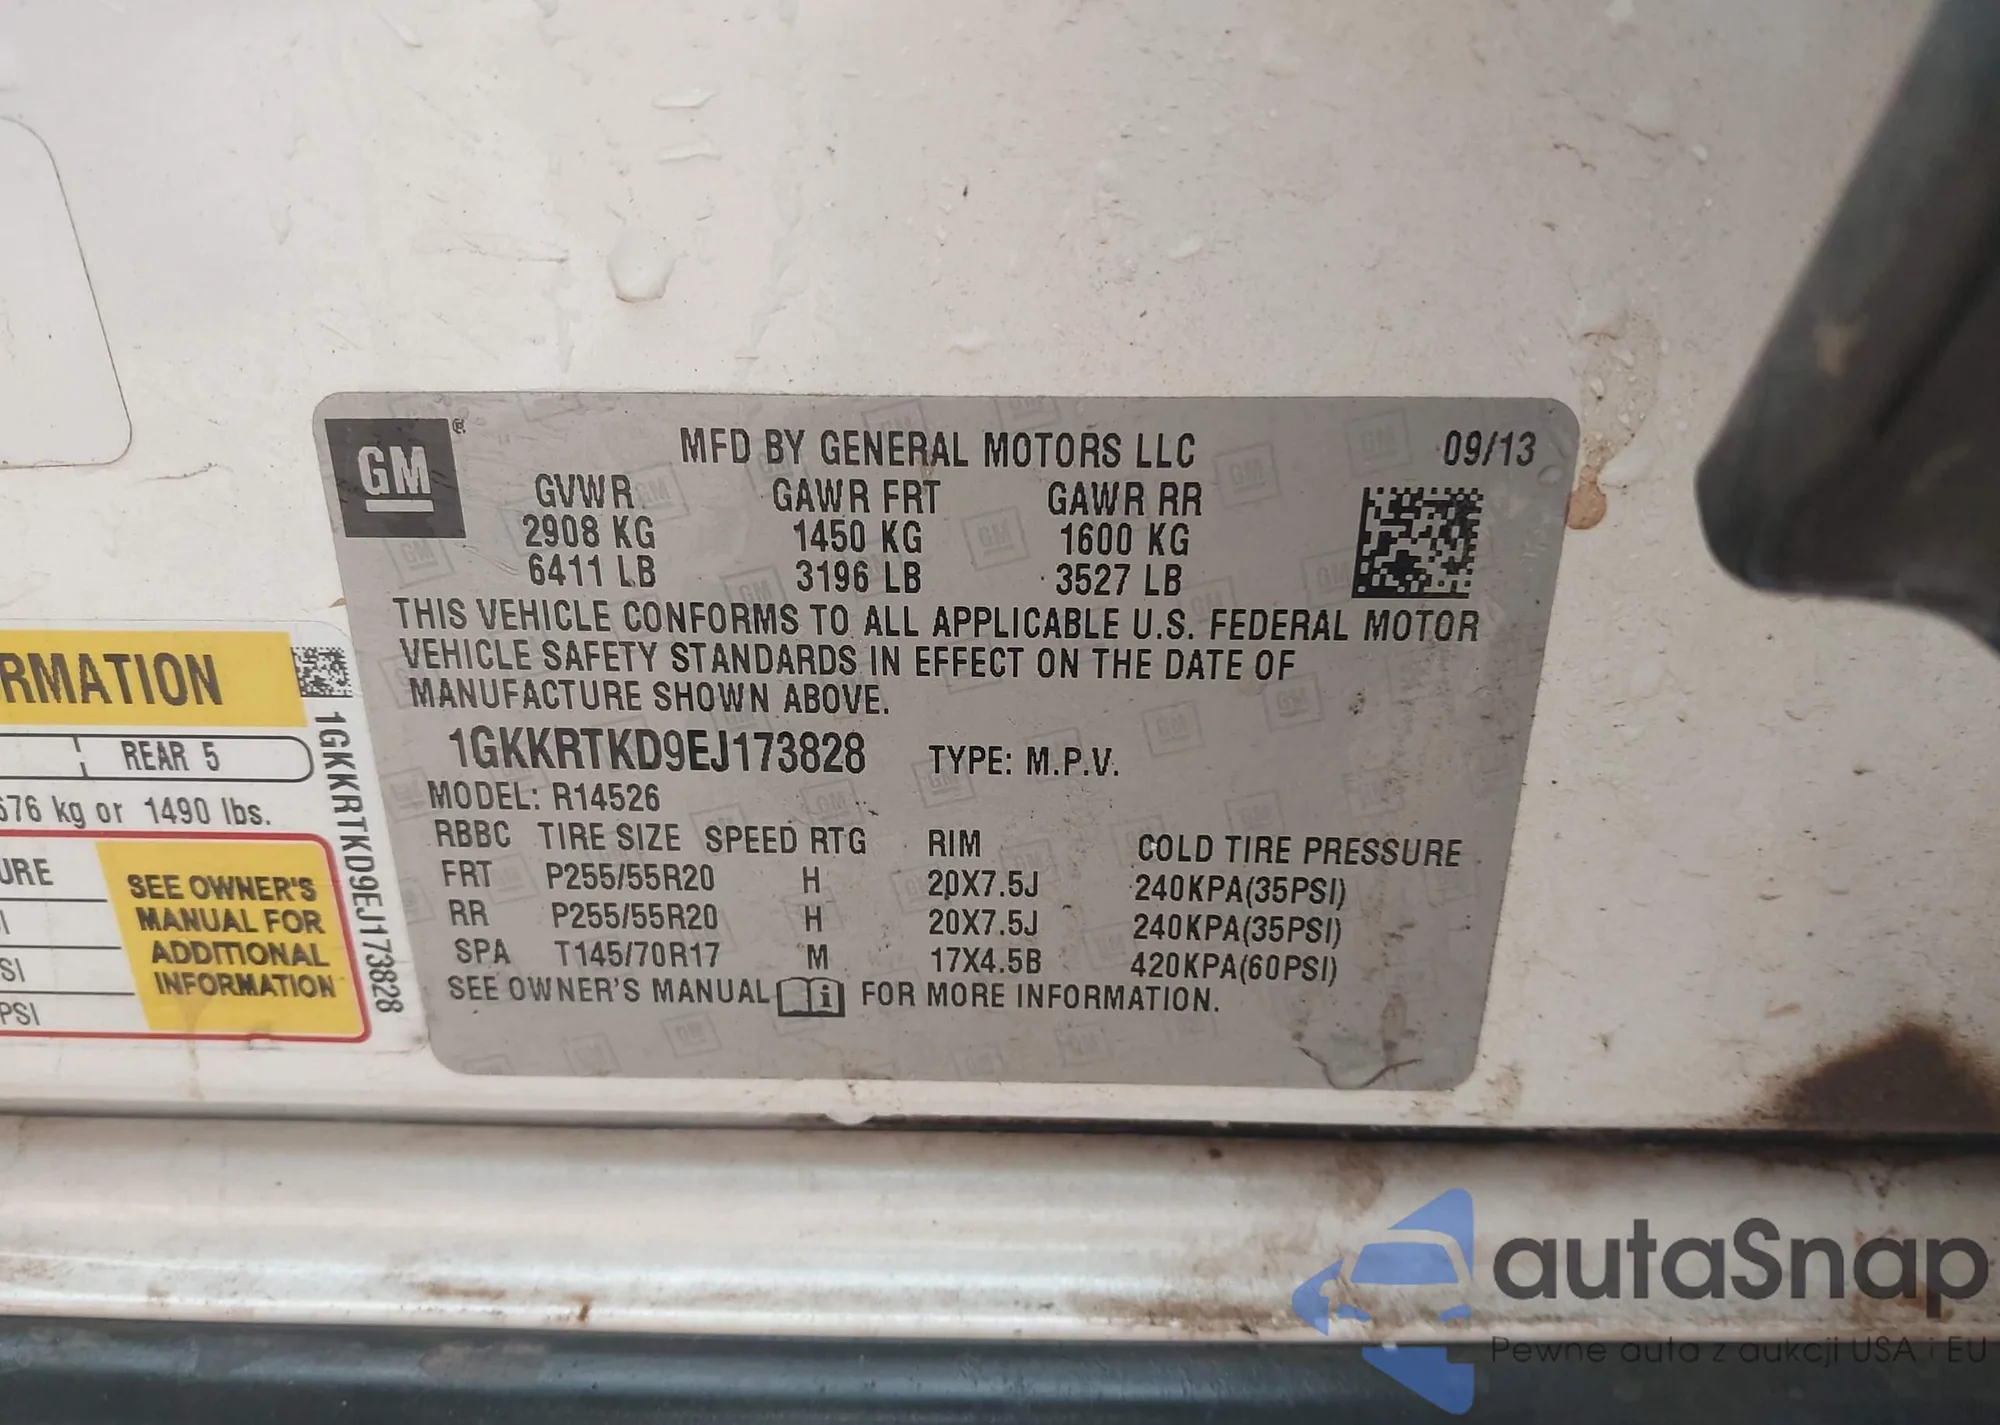 GM
MFD BY GENERAL MOTORS LLC 09/13
GVWR GAWR FRT GAWR RR
2908 KG 1450 KG 1600 KG
6411 LB 3196 LB 3527 LB
THIS VEHICLE CONFORMS TO ALL APPLICABLE U.S. FEDERAL MOTOR
VEHICLE SAFETY STANDARDS IN EFFECT ON THE DATE OF
MANUFACTURE SHOWN ABOVE.
1GKKRTKD9EJ173828 TYPE: M.P.V.
MODEL: R14526
RBBC TIRE SIZE SPEED RTG RIM COLD TIRE PRESSURE
FRT P255/55R20 H 20X7.5J 240KPA(35PSI)
RR P255/55R20 H 20X7.5J 240KPA(35PSI)
SPA T145/70R17 M 17X4.5B 420KPA(60PSI)
SEE OWNER'S MANUAL i FOR MORE INFORMATION.
RMATION
REAR 5
676 kg or 1490 lbs.
URE
SI
PSI
SEE OWNER'S
MANUAL FOR
ADDITIONAL
INFORMATION
1GKKRTKD9EJ173828
autaSnap
Pewne auta z aukcji USA i EU